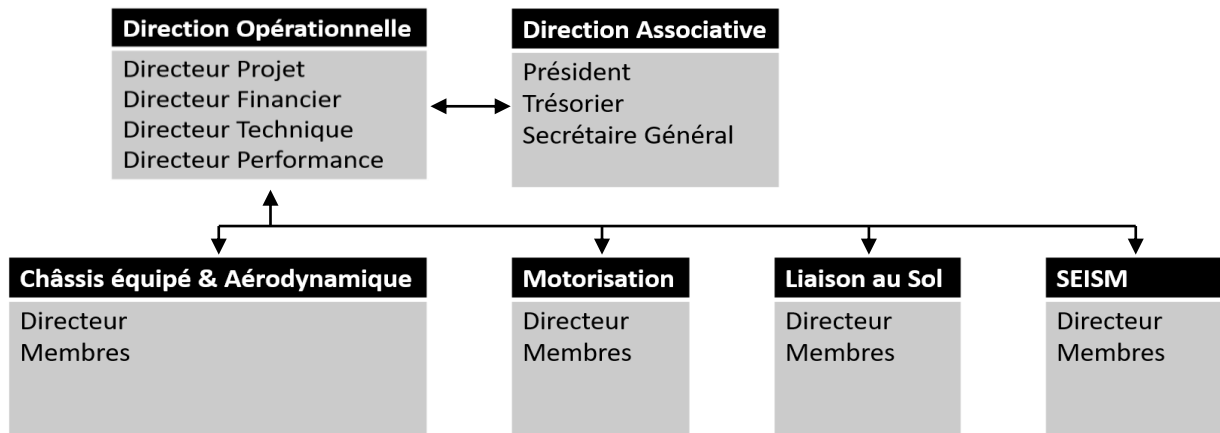 Direction Opérationnelle
Directeur Projet
Directeur Financier
Directeur Technique
Directeur Performance
Direction Associative
Président
Trésorier
Secrétaire Général
Châssis équipé & Aérodynamique
Directeur
Membres
Motorisation
Directeur
Membres
Liaison au Sol
Directeur
Membres
SEISM
Directeur
Membres